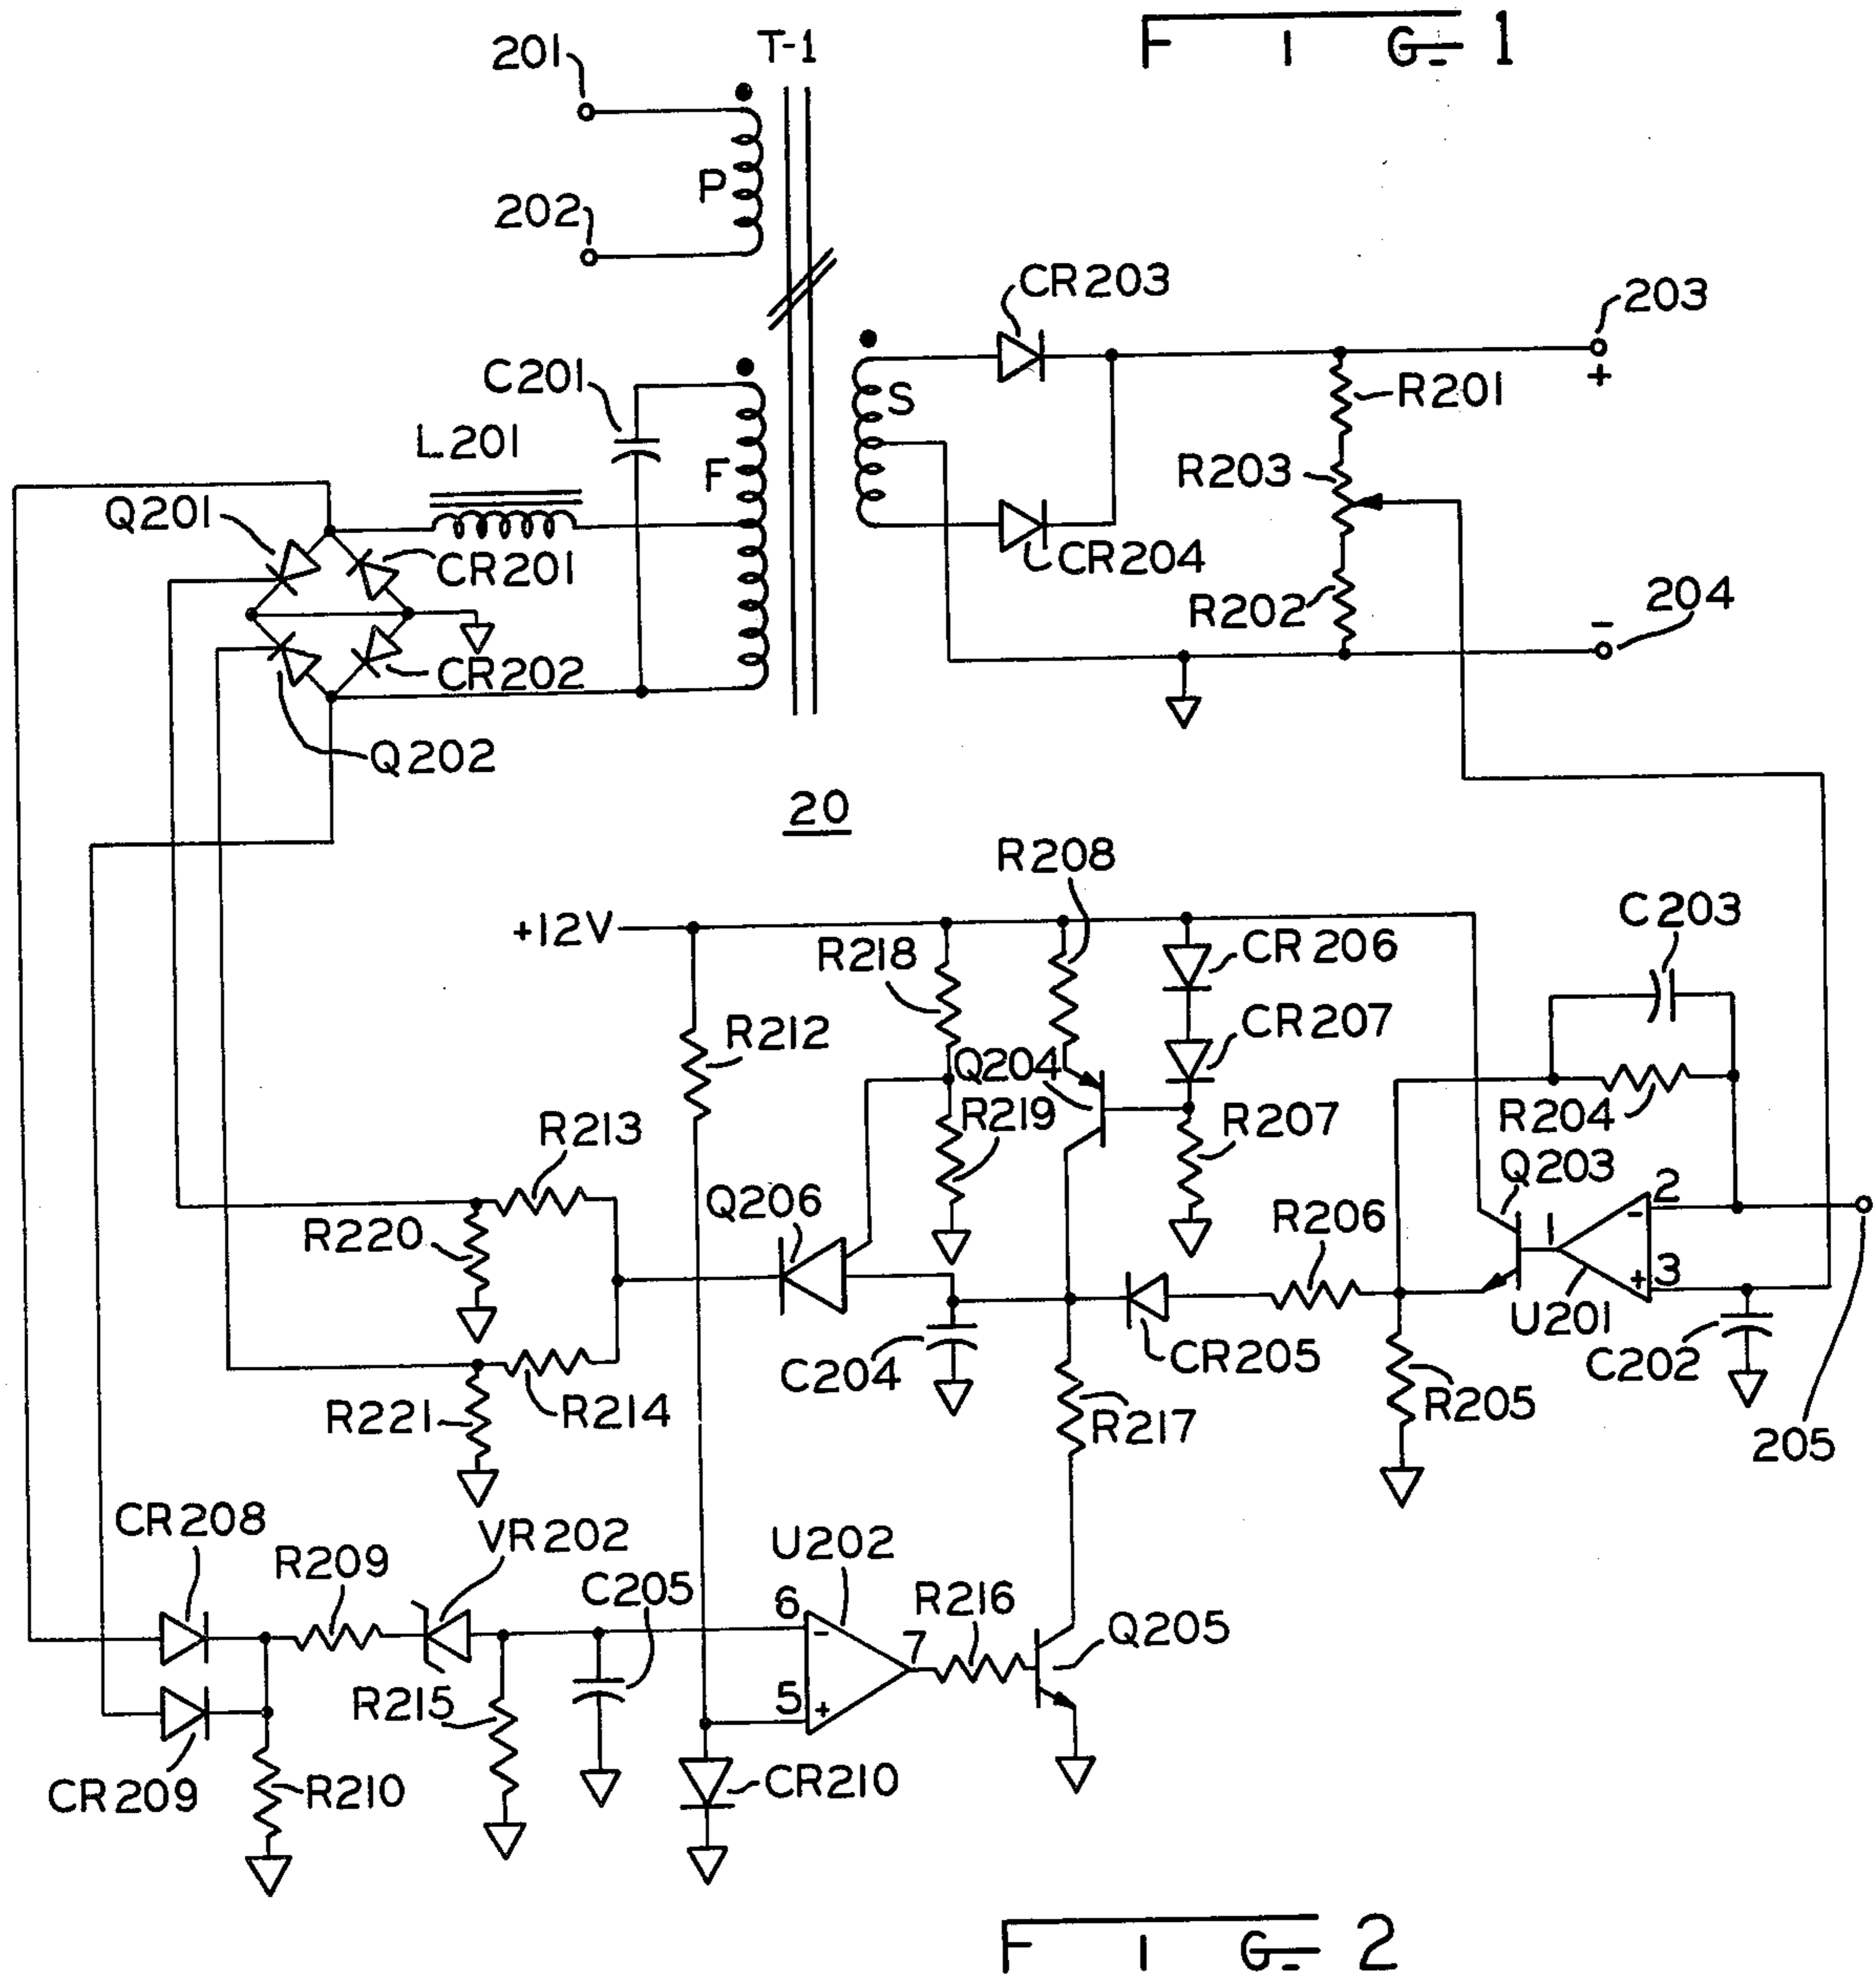 FIG_ 1
201
T-1
P
202
CR203
203
+
C201
S
R201
L201
F
R203
Q201
CR201
CR204
R202
204
-
CR202
Q202
20
R208
C203
+12V
R218
CR206
R212
CR207
Q204
R204
R219
R213
R207
Q203
Q206
2
-
R220
R206
1
3
+
U201
C204
CR205
C202
R221
R214
R217
R205
205
CR208
VR202
U202
R209
C205
6
-
R216
7
Q205
R215
5
+
CR209
R210
CR210
FIG_ 2